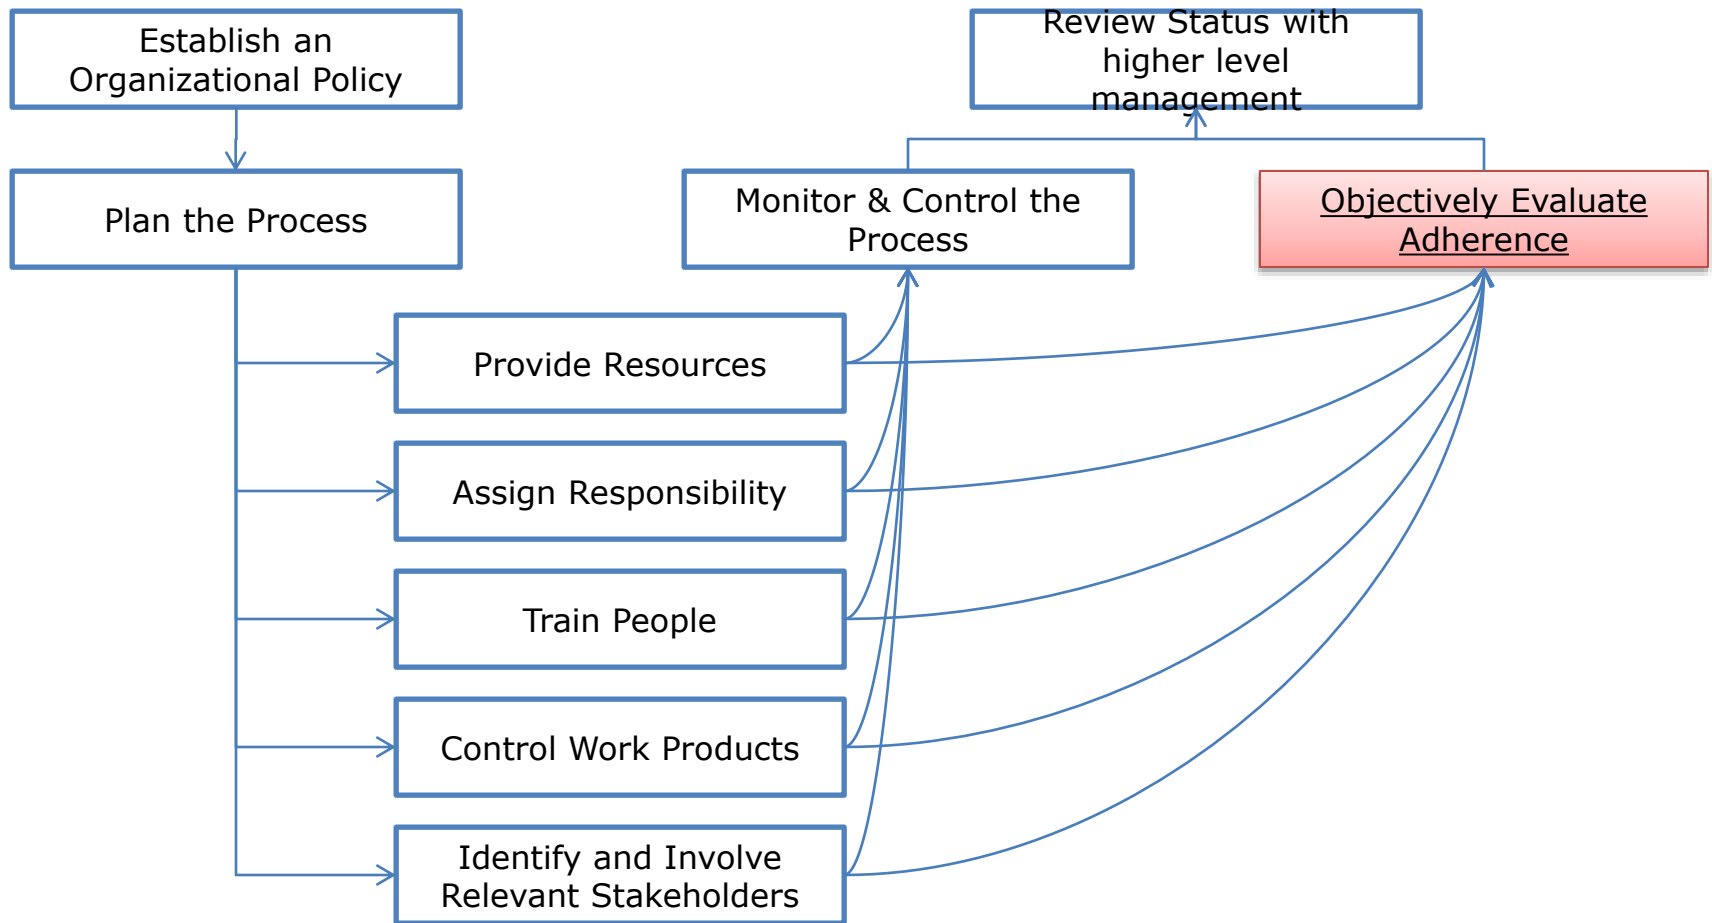 Establish an
Organizational Policy
Review Status with
higher level
management
Plan the Process
Monitor & Control the
Process
Objectively Evaluate
Adherence
Provide Resources
Assign Responsibility
Train People
Control Work Products
Identify and Involve
Relevant Stakeholders